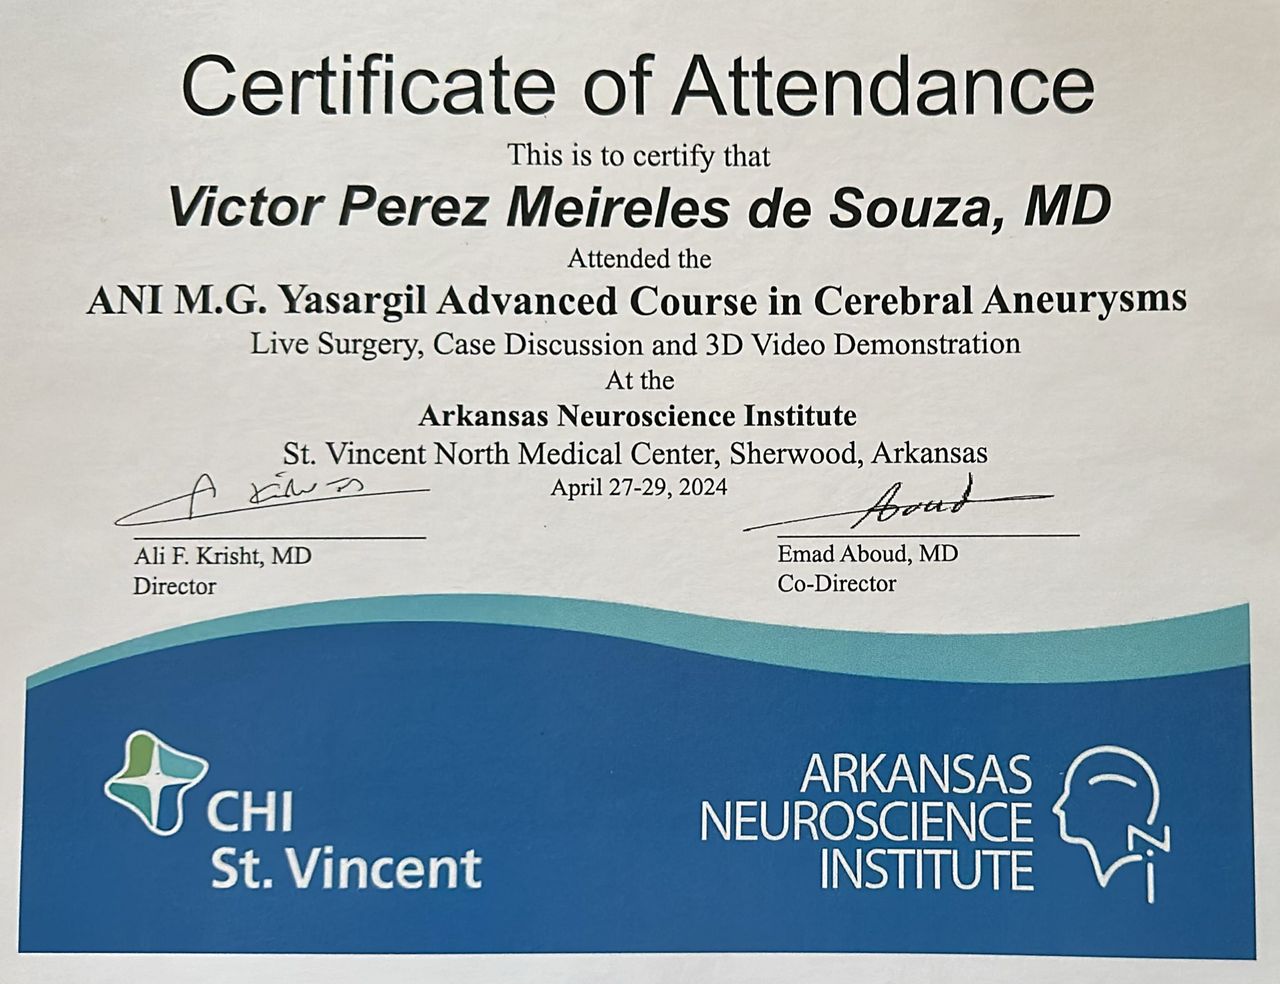 Certificate of Attendance
This is to certify that
Victor Perez Meireles de Souza, MD
Attended the
ANI M.G. Yasargil Advanced Course in Cerebral Aneurysms
Live Surgery, Case Discussion and 3D Video Demonstration
At the
Arkansas Neuroscience Institute
St. Vincent North Medical Center, Sherwood, Arkansas
April 27-29, 2024
Aboud
Ali F. Krisht, MD
Director
Emad Aboud, MD
Co-Director
CHI
St. Vincent
ARKANSAS
NEUROSCIENCE
INSTITUTE